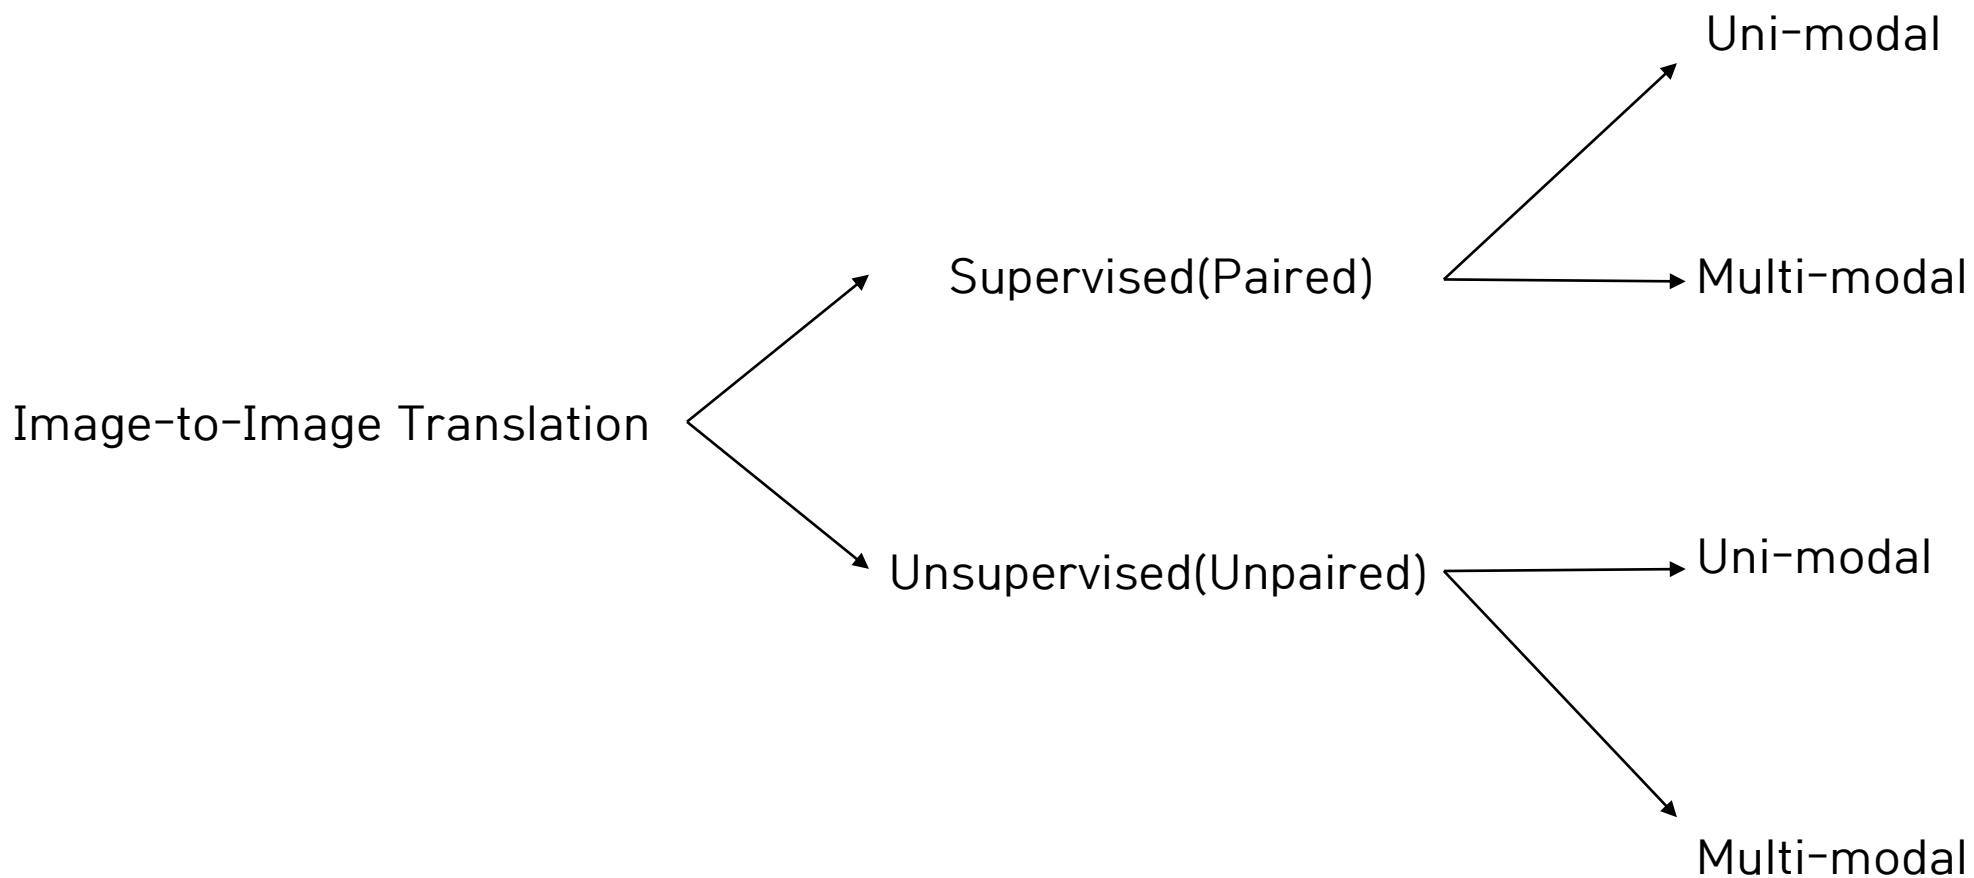 Uni-modal
Supervised(Paired)
Multi-modal
Image-to-Image Translation
Unsupervised(Unpaired)
Uni-modal
Multi-modal